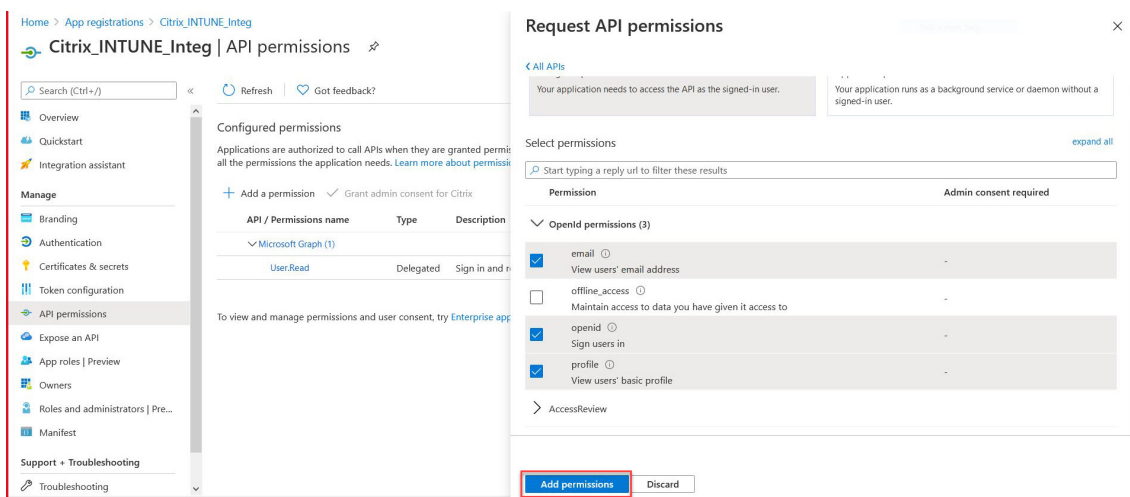 Home > App registrations > Citrix_INTUNE_Integ
Citrix_INTUNE_Integ | API permissions
Search (Ctrl+/)
«
Overview
Quickstart
Integration assistant
Manage
Branding
Authentication
Certificates & secrets
Token configuration
API permissions
Expose an API
App roles | Preview
Owners
Roles and administrators | Pre...
Manifest
Support + Troubleshooting
Troubleshooting
Refresh
Got feedback?
Configured permissions
Applications are authorized to call APIs when they are granted
all the permissions the application needs. Learn more about
Add a permission
Grant admin consent for Citrix
API / Permissions name Type Description
Microsoft Graph (1)
User.Read Delegated Sign in and
To view and manage permissions and user consent, try Enterprise
Request API permissions
All APIs
Your application needs to access the API as the signed-in user.
Your application runs as a background service or daemon without a
signed-in user.
Select permissions
expand all
Start typing a reply url to filter these results
Permission Admin consent required
OpenId permissions (3)
email
View users' email address
-
offline_access
Maintain access to data you have given it access to
-
openid
Sign users in
-
profile
View users' basic profile
-
AccessReview
Add permissions
Discard